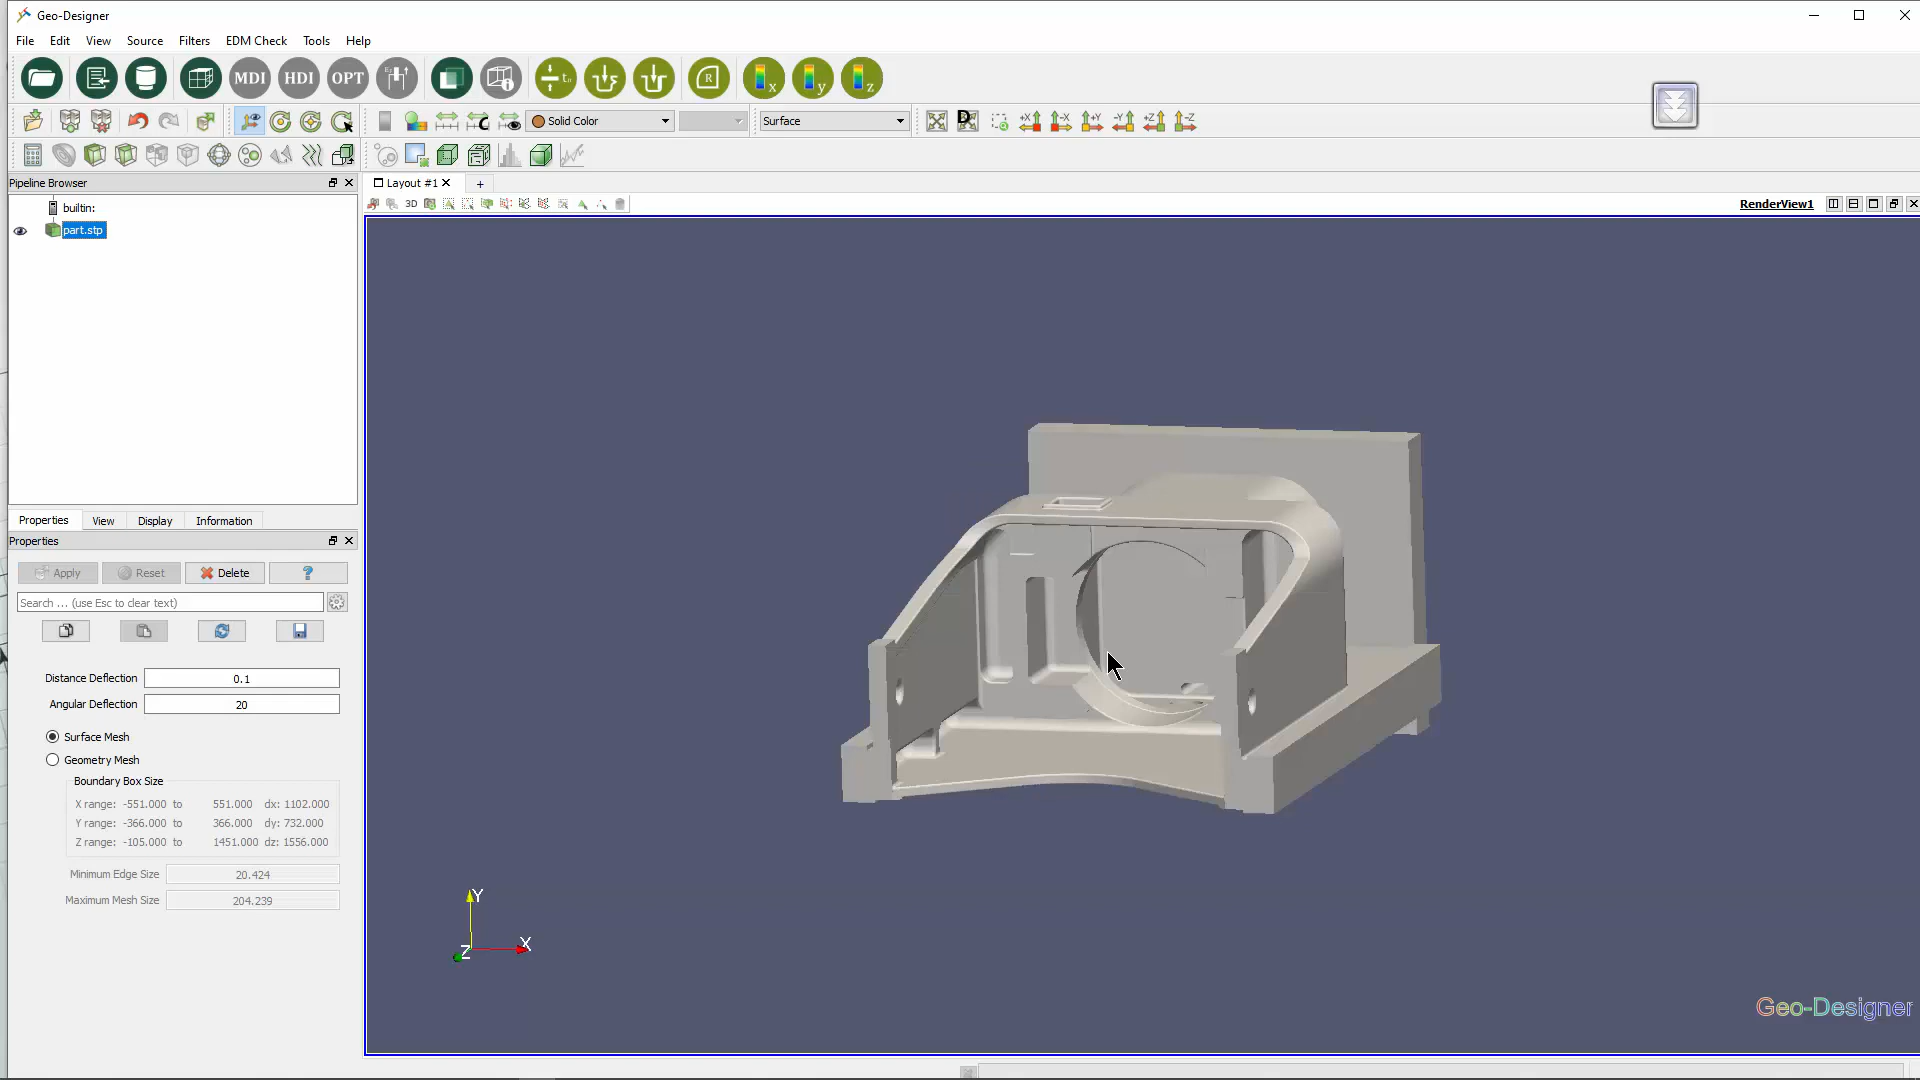 Geo-Designer
File Edit View Source Filters EDM Check Tools Help
MDI HDI OPT R x y z
Solid Color Surface D +X -X +Y -Y +Z -Z
Pipeline Browser
Layout #1
3D
RenderView1
builtin:
part.stp
Properties View Display Information
Properties
Apply Reset Delete ?
Search ... (use Esc to clear text)
Distance Deflection 0.1
Angular Deflection 20
Surface Mesh
Geometry Mesh
Boundary Box Size
X range: -551.000 to 551.000 dx: 1102.000
Y range: -366.000 to 366.000 dy: 732.000
Z range: -105.000 to 1451.000 dz: 1556.000
Minimum Edge Size 20.424
Maximum Mesh Size 204.239
Y
X
Z
Geo-Designer